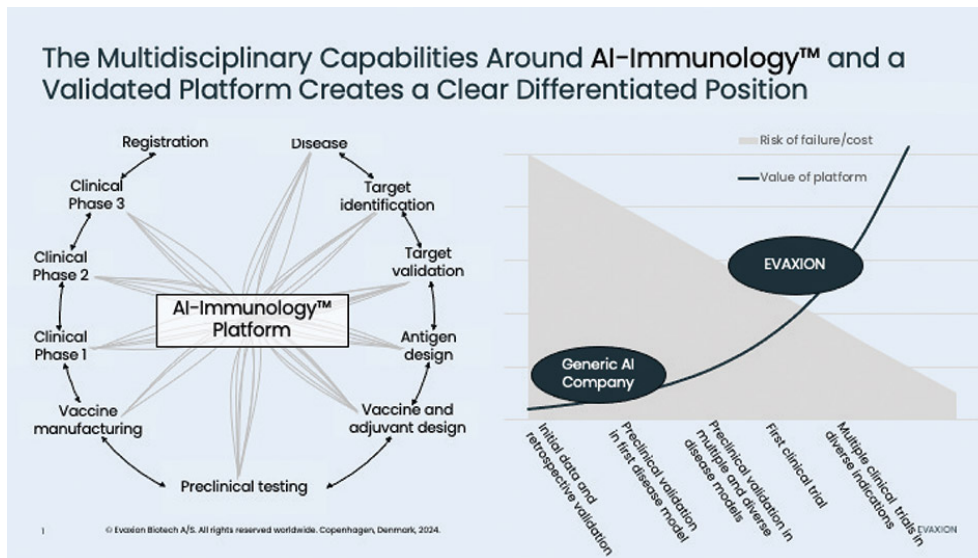 The Multidisciplinary Capabilities Around AI-Immunology™ and a
Validated Platform Creates a Clear Differentiated Position
Registration
Disease
Clinical
Phase 3
Target
identification
Clinical
Phase 2
Target
validation
AI-Immunology™
Platform
Clinical
Phase 1
Antigen
design
Vaccine
manufacturing
Vaccine and
adjuvant design
Preclinical testing
Risk of failure/cost
Value of platform
EVAXION
Generic AI
Company
Initial data and
retrospective validation
Preclinical validation
in first disease model
Preclinical validation in
multiple and diverse
disease models
First clinical trial
Multiple clinical trials in
diverse indications
1
© Evaxion Biotech A/S. All rights reserved worldwide. Copenhagen, Denmark, 2024.
EVAXION